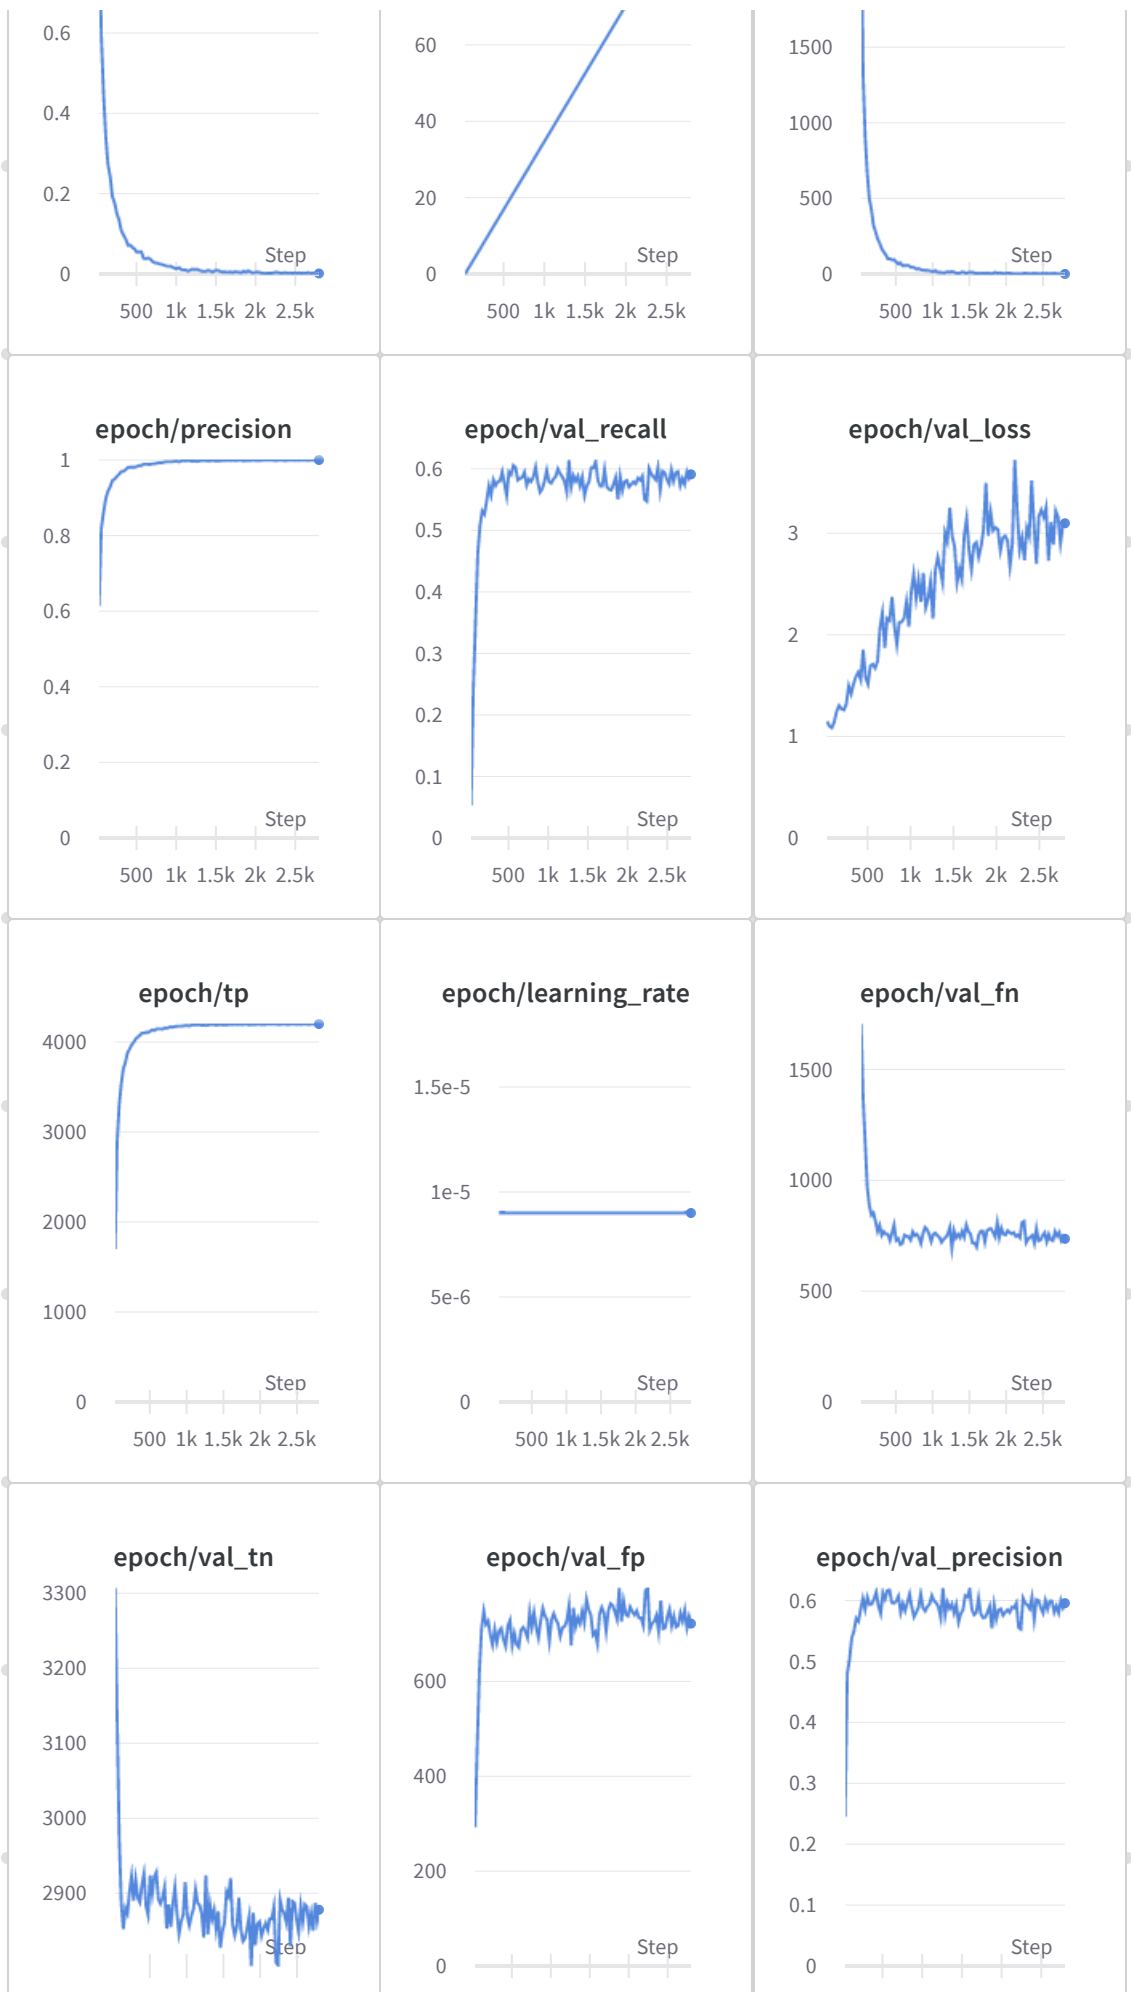 0.6
0.4
0.2
0
Step
500 1k 1.5k 2k 2.5k
60
40
20
0
Step
500 1k 1.5k 2k 2.5k
1500
1000
500
0
Step
500 1k 1.5k 2k 2.5k
epoch/precision
1
0.8
0.6
0.4
0.2
0
Step
500 1k 1.5k 2k 2.5k
epoch/val_recall
0.6
0.5
0.4
0.3
0.2
0.1
0
Step
500 1k 1.5k 2k 2.5k
epoch/val_loss
3
2
1
0
Step
500 1k 1.5k 2k 2.5k
epoch/tp
4000
3000
2000
1000
0
Step
500 1k 1.5k 2k 2.5k
epoch/learning_rate
1.5e-5
1e-5
5e-6
0
Step
500 1k 1.5k 2k 2.5k
epoch/val_fn
1500
1000
500
0
Step
500 1k 1.5k 2k 2.5k
epoch/val_tn
3300
3200
3100
3000
2900
Step
epoch/val_fp
600
400
200
0
Step
epoch/val_precision
0.6
0.5
0.4
0.3
0.2
0.1
0
Step